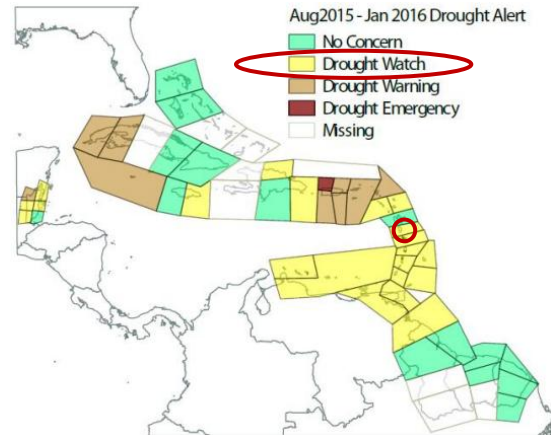 Aug2015 - Jan 2016 Drought Alert
No Concern
Drought Watch
Drought Warning
Drought Emergency
Missing